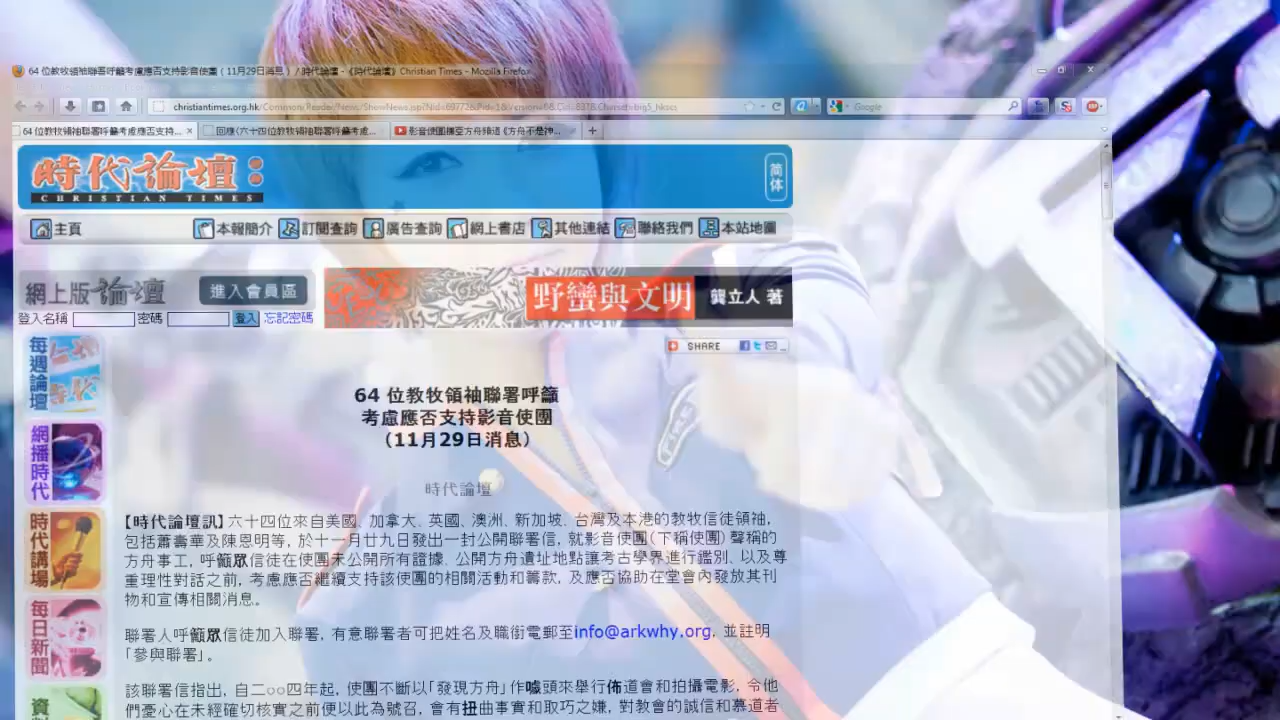 64 位教牧領袖聯署呼籲考慮應否支持影音使團（11月29日消息）/ 時代論壇 -《時代論壇》Christian Times - Mozilla Firefox
Google
64 位教牧領袖聯署呼籲考慮應否支持...
回應〈六十四位教牧領袖聯署呼籲考慮...
影音使團應至方舟頻道《方舟不是神...
時代論壇
CHRISTIAN TIMES
简体
主頁
本報簡介
訂閱查詢
廣告查詢
網上書店
其他連結
聯絡我們
本站地圖
網上版論壇
進入會員區
野蠻與文明 龔立人 著
登入名稱 密碼 登入 忘記密碼
SHARE
每週論壇
網播時代
時代講場
每日新聞
資
64 位教牧領袖聯署呼籲
考慮應否支持影音使團
（11月29日消息）
時代論壇
【時代論壇訊】六十四位來自美國、加拿大、英國、澳洲、新加坡、台灣及本港的教牧信徒領袖，
包括蕭壽華及陳恩明等，於十一月廿九日發出一封公開聯署信，就影音使團（下稱使團）聲稱的
方舟事工，呼籲眾信徒在使團未公開所有證據、公開方舟遺址地點讓考古學界進行鑑別、以及尊
重理性對話之前，考慮應否繼續支持該使團的相關活動和籌款，及應否協助在堂會內發放其刊
物和宣傳相關消息。
聯署人呼籲眾信徒加入聯署，有意聯署者可把姓名及職銜電郵至info@arkwhy.org，並註明
「參與聯署」。
該聯署信指出，自二○○四年起，使團不斷以「發現方舟」作噱頭來舉行佈道會和拍攝電影，令他
們憂心在未經確切核實之前便以此為號召，會有扭曲事實和取巧之嫌，對教會的誠信和慕道者